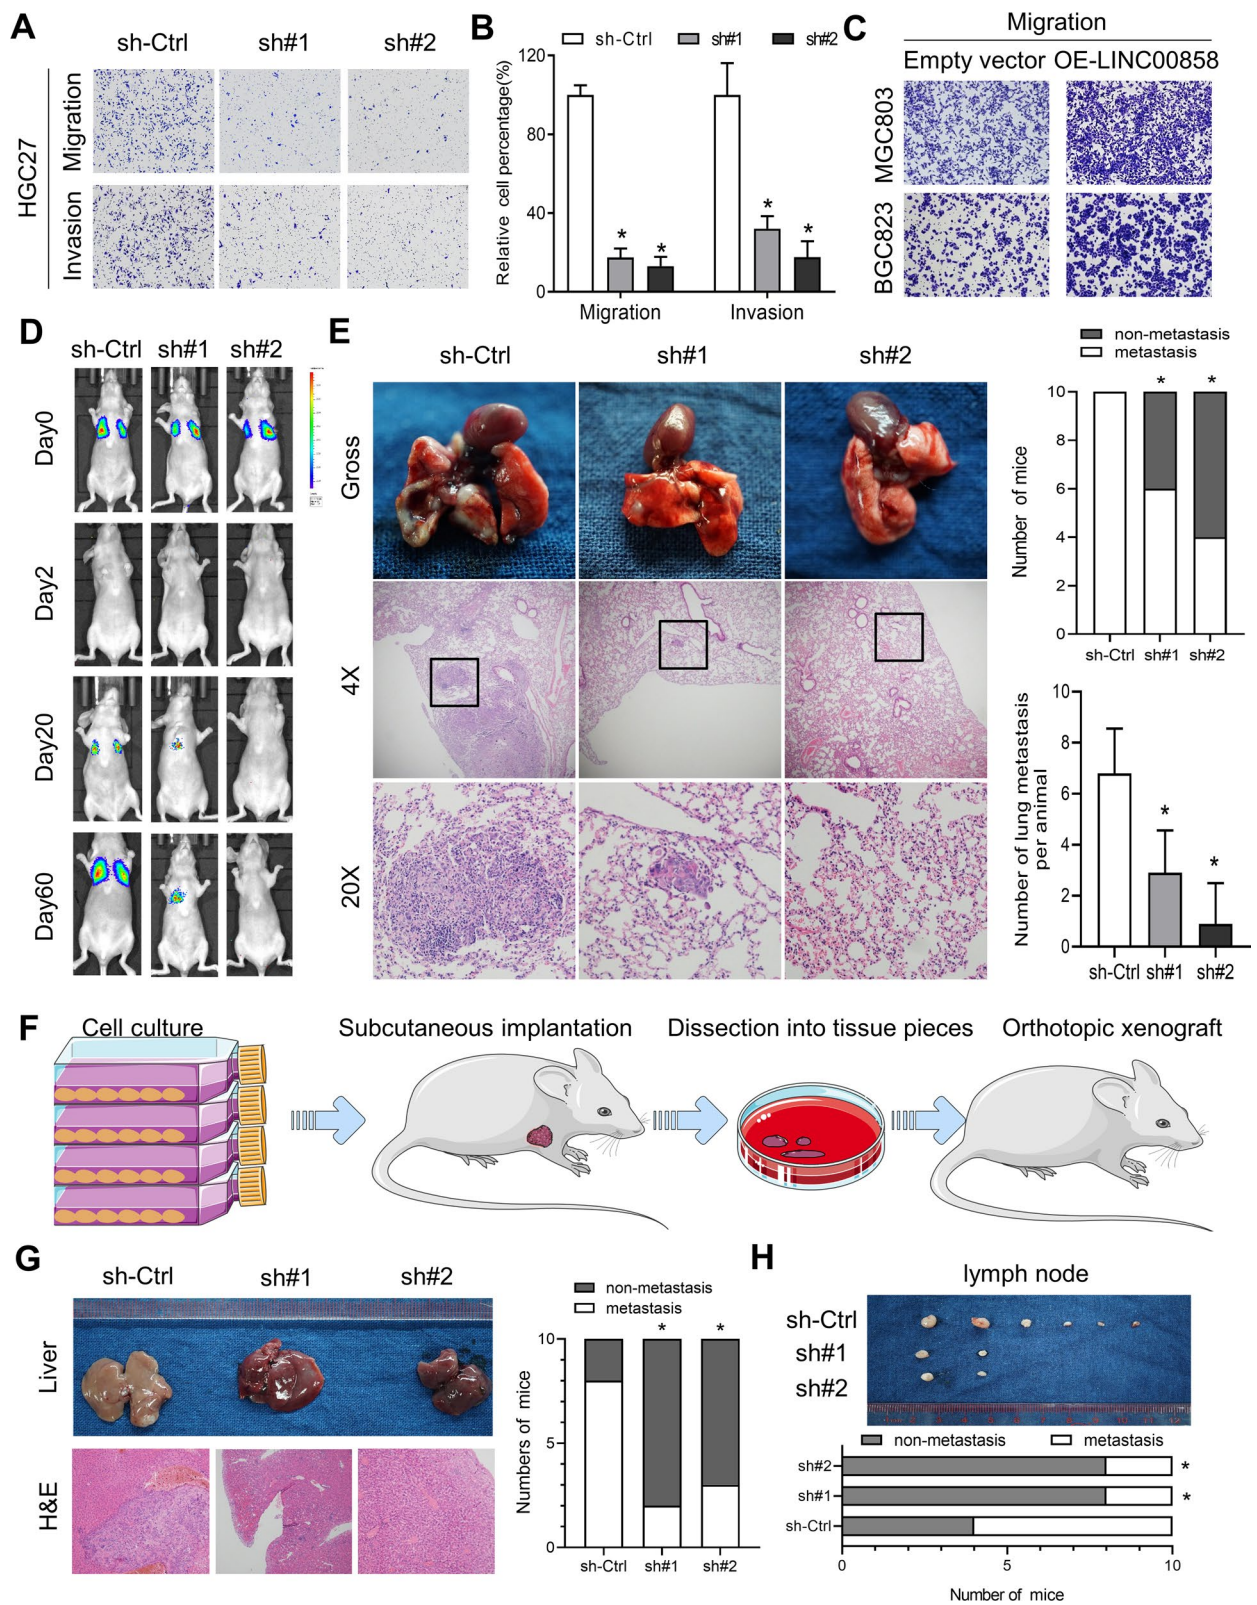 A
sh-Ctrl
sh#1
sh#2
HGC27
Migration
Invasion
B
sh-Ctrl
sh#1
sh#2
Relative cell percentage(%)
120
80
40
0
Migration
Invasion
C
Migration
Empty vector OE-LINC00858
MGC803
BGC823
D
sh-Ctrl
sh#1
sh#2
Day0
Day2
Day20
Day60
E
sh-Ctrl
sh#1
sh#2
Gross
4X
20X
non-metastasis
metastasis
* *
Number of mice
10
8
6
4
2
0
sh-Ctrl sh#1 sh#2
Number of lung metastasis
per animal
10
8
6
4
2
0
*
*
sh-Ctrl sh#1 sh#2
F
Cell culture
Subcutaneous implantation
Dissection into tissue pieces
Orthotopic xenograft
G
sh-Ctrl
sh#1
sh#2
Liver
H&E
non-metastasis
metastasis
* *
Numbers of mice
10
5
0
sh-Ctrl sh#1 sh#2
H
lymph node
sh-Ctrl
sh#1
sh#2
non-metastasis
metastasis
sh#2 *
sh#1 *
sh-Ctrl
0 5 10
Number of mice